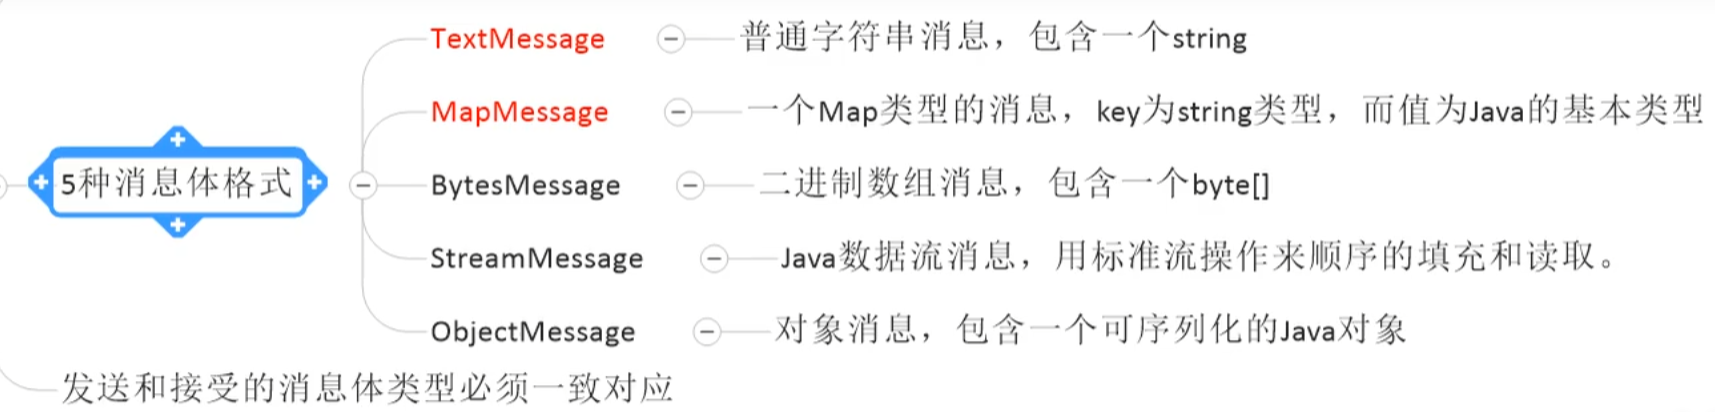 TextMessage 普通字符串消息，包含一个string
MapMessage 一个Map类型的消息，key为string类型，而值为Java的基本类型
5种消息体格式
BytesMessage 二进制数组消息，包含一个byte[]
StreamMessage Java数据流消息，用标准流操作来顺序的填充和读取。
ObjectMessage 对象消息，包含一个可序列化的Java对象
发送和接受的消息体类型必须一致对应